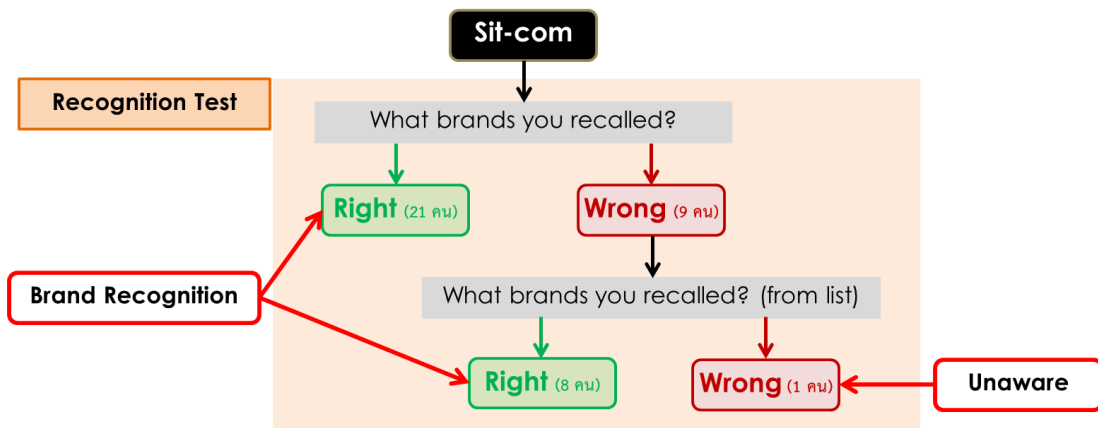 Sit-com
Recognition Test
What brands you recalled?
Right (21 คน)
Wrong (9 คน)
Brand Recognition
What brands you recalled? (from list)
Right (8 คน)
Wrong (1 คน)
Unaware